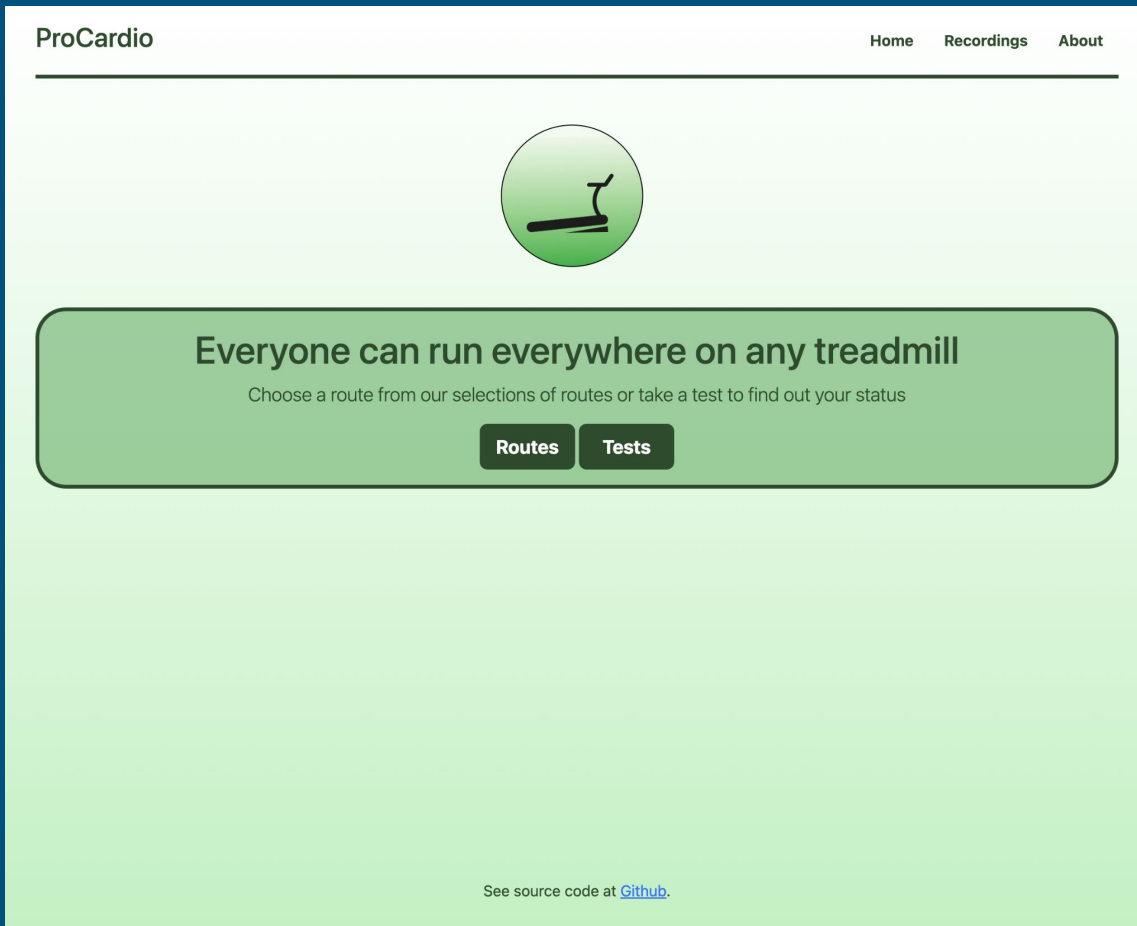 ProCardio
Home Recordings About
Everyone can run everywhere on any treadmill
Choose a route from our selections of routes or take a test to find out your status
Routes Tests
See source code at Github.